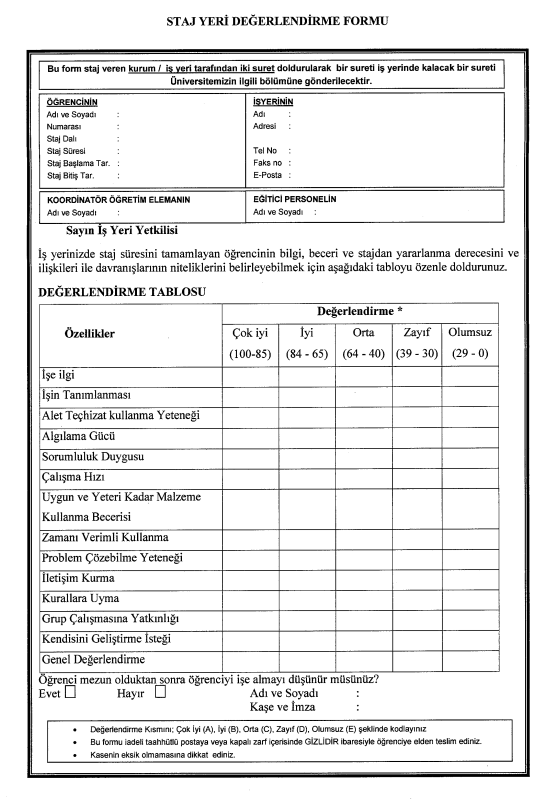 STAJ YERİ DEĞERLENDİRME FORMU
Bu form staj veren kurum / iş yeri tarafından iki suret doldurularak bir sureti iş yerinde kalacak bir sureti
Üniversitemizin ilgili bölümüne gönderilecektir.
ÖĞRENCİNİN
Adı ve Soyadı :
Numarası :
Staj Dalı :
Staj Süresi :
Staj Başlama Tar. :
Staj Bitiş Tar. :
İŞYERİNİN
Adı :
Adresi :
Tel No :
Faks no :
E-Posta :
KOORDİNATÖR ÖĞRETİM ELEMANIN
Adı ve Soyadı :
EĞİTİCİ PERSONELİN
Adı ve Soyadı :
Sayın İş Yeri Yetkilisi
İş yerinizde staj süresini tamamlayan öğrencinin bilgi, beceri ve stajdan yararlanma derecesini ve
ilişkileri ile davranışlarının niteliklerini belirleyebilmek için aşağıdaki tabloyu özenle doldurunuz.
DEĞERLENDİRME TABLOSU
Özellikler
Değerlendirme *
Çok iyi İyi Orta Zayıf Olumsuz
(100-85) (84 - 65) (64 - 40) (39 - 30) (29 - 0)
İşe ilgi
İşin Tanımlanması
Alet Teçhizat kullanma Yeteneği
Algılama Gücü
Sorumluluk Duygusu
Çalışma Hızı
Uygun ve Yeteri Kadar Malzeme
Kullanma Becerisi
Zamanı Verimli Kullanma
Problem Çözebilme Yeteneği
İletişim Kurma
Kurallara Uyma
Grup Çalışmasına Yatkınlığı
Kendisini Geliştirme İsteği
Genel Değerlendirme
Öğrenci mezun olduktan sonra öğrenciyi işe almayı düşünür müsünüz?
Evet Hayır Adı ve Soyadı :
Kaşe ve İmza :
• Değerlendirme Kısmını; Çok İyi (A), İyi (B), Orta (C), Zayıf (D), Olumsuz (E) şeklinde kodlayınız
• Bu formu iadeli taahhütlü postaya veya kapalı zarf içerisinde GİZLİDİR ibaresiyle öğrenciye elden teslim ediniz.
• Kasenin eksik olmamasına dikkat ediniz.